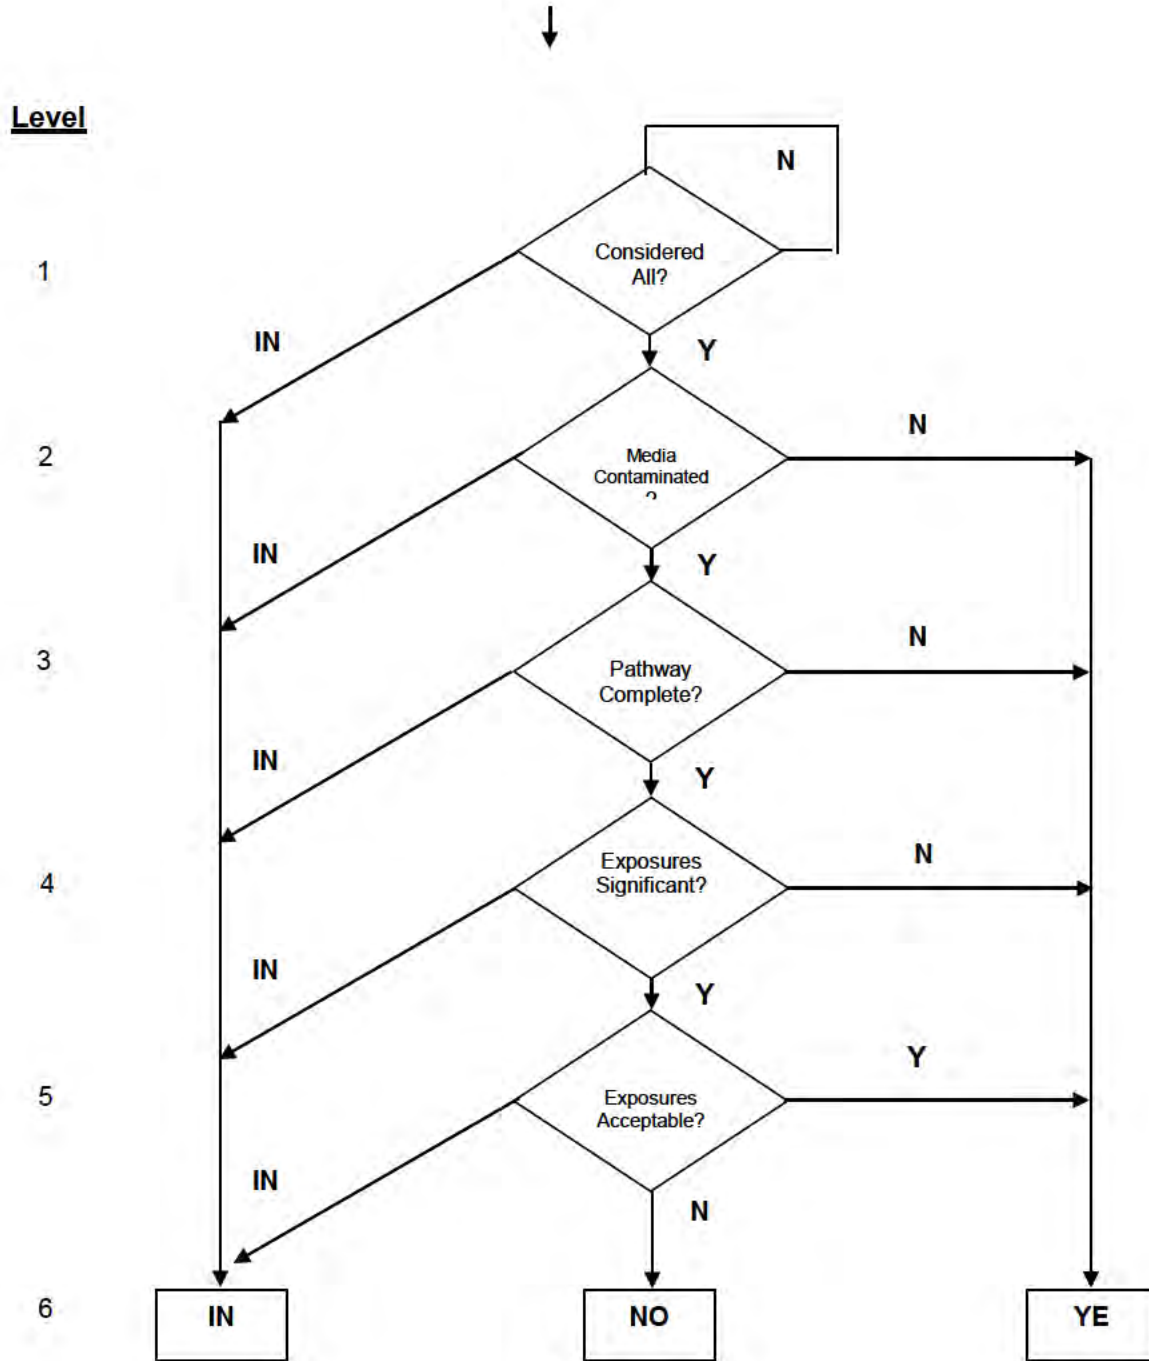 Level
N
Considered
All?
1
IN
Y
N
2
Media
Contaminated
?
IN
Y
N
3
Pathway
Complete?
IN
Y
N
4
Exposures
Significant?
IN
Y
Y
5
Exposures
Acceptable?
IN
N
6
IN
NO
YE